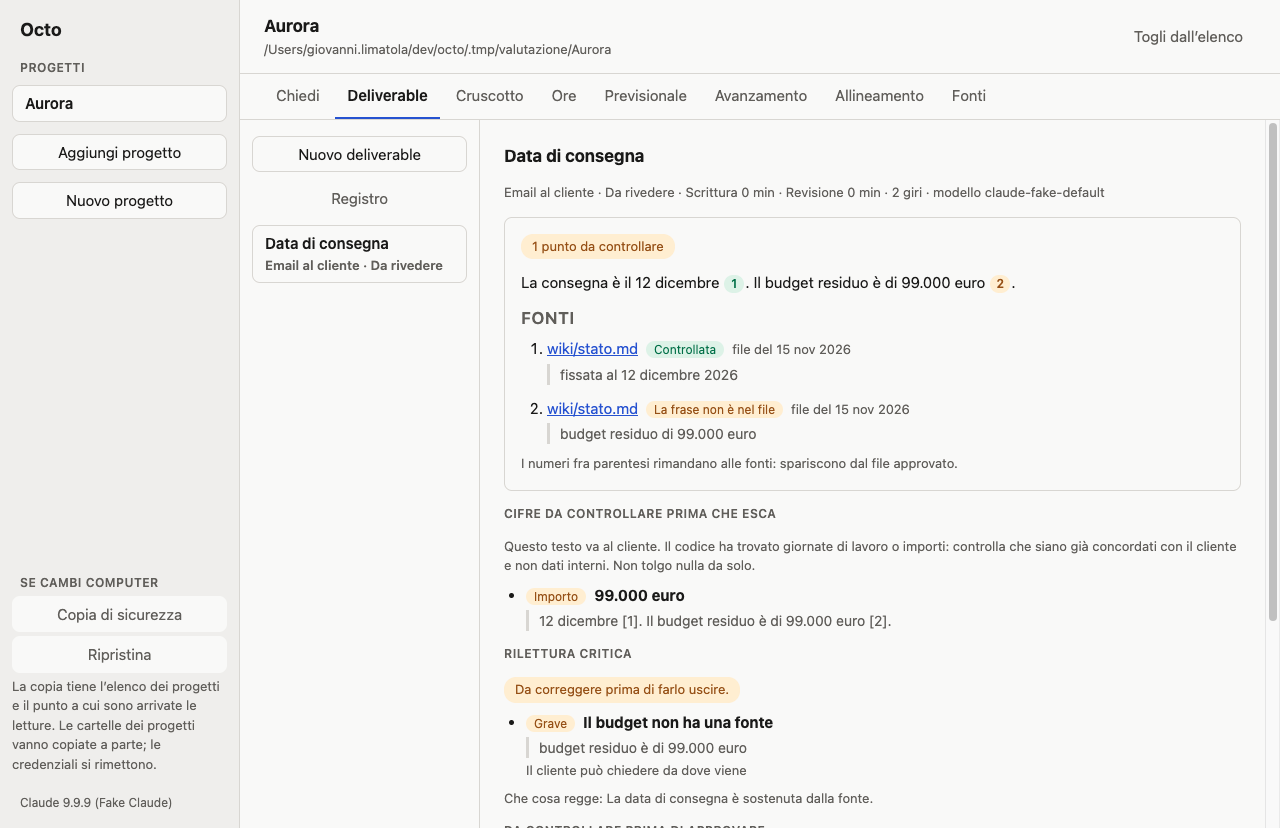 Octo
PROGETTI
Aurora
Aggiungi progetto
Nuovo progetto
SE CAMBI COMPUTER
Copia di sicurezza
Ripristina
La copia tiene l'elenco dei progetti
e il punto a cui sono arrivate le
letture. Le cartelle dei progetti
vanno copiate a parte; le
credenziali si rimettono.
Claude 9.9.9 (Fake Claude)
Aurora
/Users/giovanni.limatola/dev/octo/.tmp/valutazione/Aurora
Togli dall'elenco
Chiedi Deliverable Cruscotto Ore Previsionale Avanzamento Allineamento Fonti
Nuovo deliverable
Registro
Data di consegna
Email al cliente · Da rivedere
Data di consegna
Email al cliente · Da rivedere · Scrittura 0 min · Revisione 0 min · 2 giri · modello claude-fake-default
1 punto da controllare
La consegna è il 12 dicembre 1 . Il budget residuo è di 99.000 euro 2 .
FONTI
1. wiki/stato.md Controllata file del 15 nov 2026
fissata al 12 dicembre 2026
2. wiki/stato.md La frase non è nel file file del 15 nov 2026
budget residuo di 99.000 euro
I numeri fra parentesi rimandano alle fonti: spariscono dal file approvato.
CIFRE DA CONTROLLARE PRIMA CHE ESCA
Questo testo va al cliente. Il codice ha trovato giornate di lavoro o importi: controlla che siano già concordati con il cliente
e non dati interni. Non tolgo nulla da solo.
• Importo 99.000 euro
12 dicembre [1]. Il budget residuo è di 99.000 euro [2].
RILETTURA CRITICA
Da correggere prima di farlo uscire.
• Grave Il budget non ha una fonte
budget residuo è di 99.000 euro
Il cliente può chiedere da dove viene
Che cosa regge: La data di consegna è sostenuta dalla fonte.
DA CONTROLLARE PRIMA DI APPROVARE